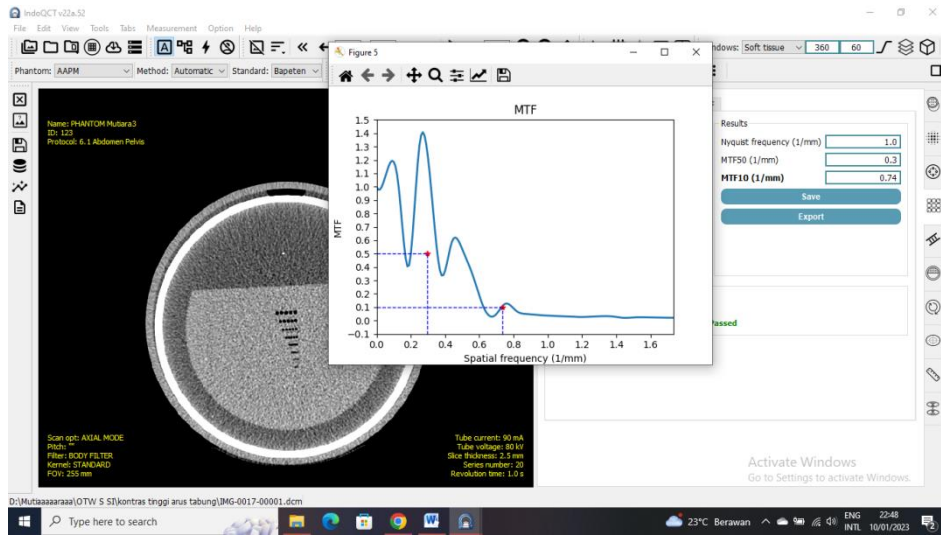 IndoQCT v22a.52
File Edit View Tools Tabs Measurement Option Help
ndows: Soft tissue 360 60
Phantom: AAPM Method: Automatic Standard: Bapeten
Figure 5
Name: PHANTOM Mutiara3
ID: 123
Protocol: 6.1 Abdomen Pelvis
MTF
MTF
1.5
1.4
1.3
1.2
1.1
1.0
0.9
0.8
0.7
0.6
0.5
0.4
0.3
0.2
0.1
0.0
-0.1
0.0 0.2 0.4 0.6 0.8 1.0 1.2 1.4 1.6
Spatial frequency (1/mm)
Results
Nyquist frequency (1/mm) 1.0
MTF50 (1/mm) 0.3
MTF10 (1/mm) 0.74
Save
Export
Passed
Scan opt: AXIAL MODE
Pitch: ""
Filter: BODY FILTER
Kernel: STANDARD
FOV: 255 mm
Tube current: 90 mA
Tube voltage: 80 kV
Slice thickness: 2.5 mm
Series number: 20
Revolution time: 1.0 s
Activate Windows
Go to Settings to activate Windows.
D:\Mutiaaaaraaa\OTW S SI\kontras tinggi arus tabung\IMG-0017-00001.dcm
Type here to search
23°C Berawan
ENG
INTL
22:48
10/01/2023
2